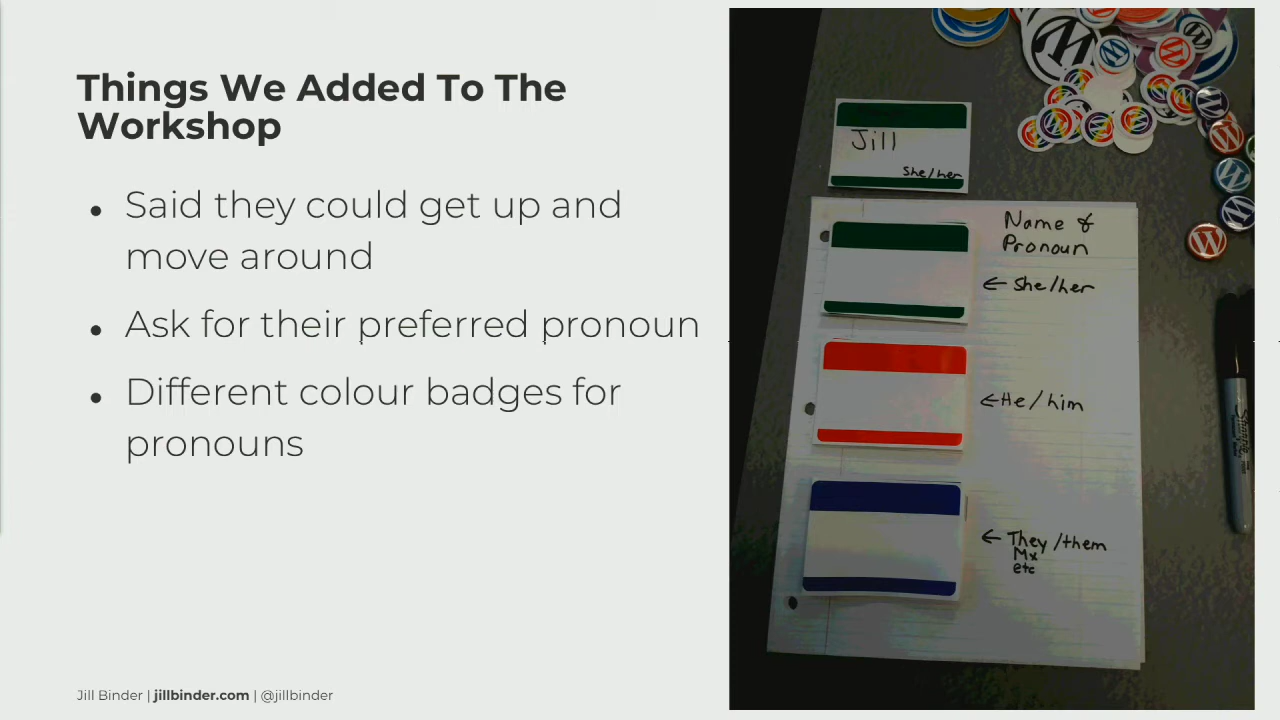 Things We Added To The
Workshop
● Said they could get up and
move around
● Ask for their preferred pronoun
● Different colour badges for
pronouns
Jill Binder | jillbinder.com | @jillbinder
Jill
She/her
Name &
Pronoun
← She/her
← He/him
← They/them
Mx
etc